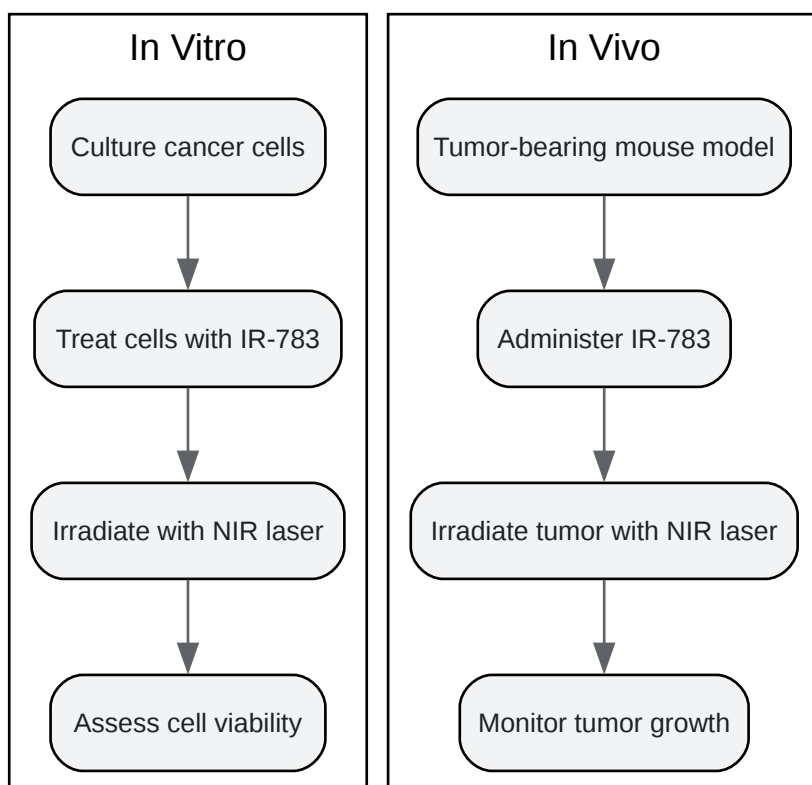 In Vitro
Culture cancer cells
Treat cells with IR-783
Irradiate with NIR laser
Assess cell viability
In Vivo
Tumor-bearing mouse model
Administer IR-783
Irradiate tumor with NIR laser
Monitor tumor growth